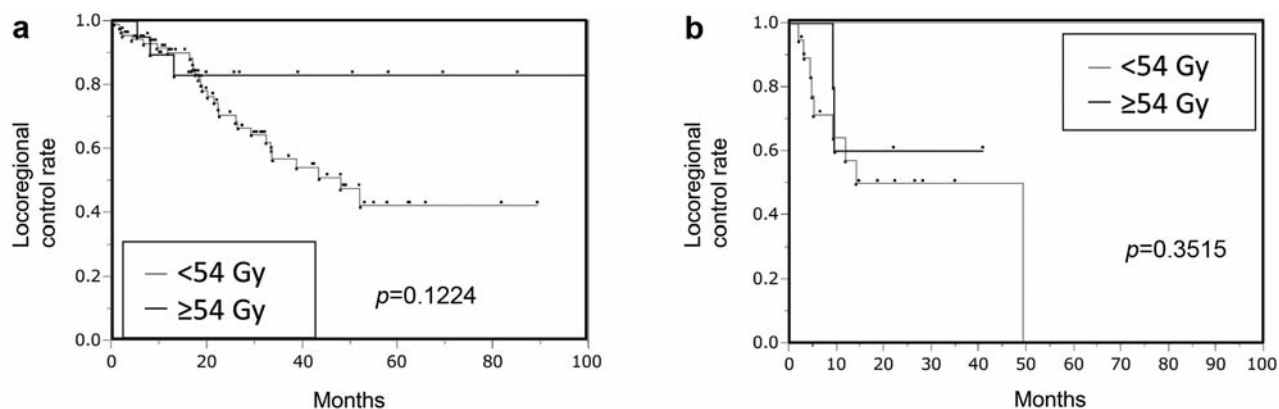 a
Locoregional
control rate
1.0
0.8
0.6
0.4
0.2
0.0
<54 Gy
≥54 Gy
p=0.1224
0 20 40 60 80 100
Months
b
Locoregional
control rate
1.0
0.8
0.6
0.4
0.2
0.0
<54 Gy
≥54 Gy
p=0.3515
0 10 20 30 40 50 60 70 80 90 100
Months